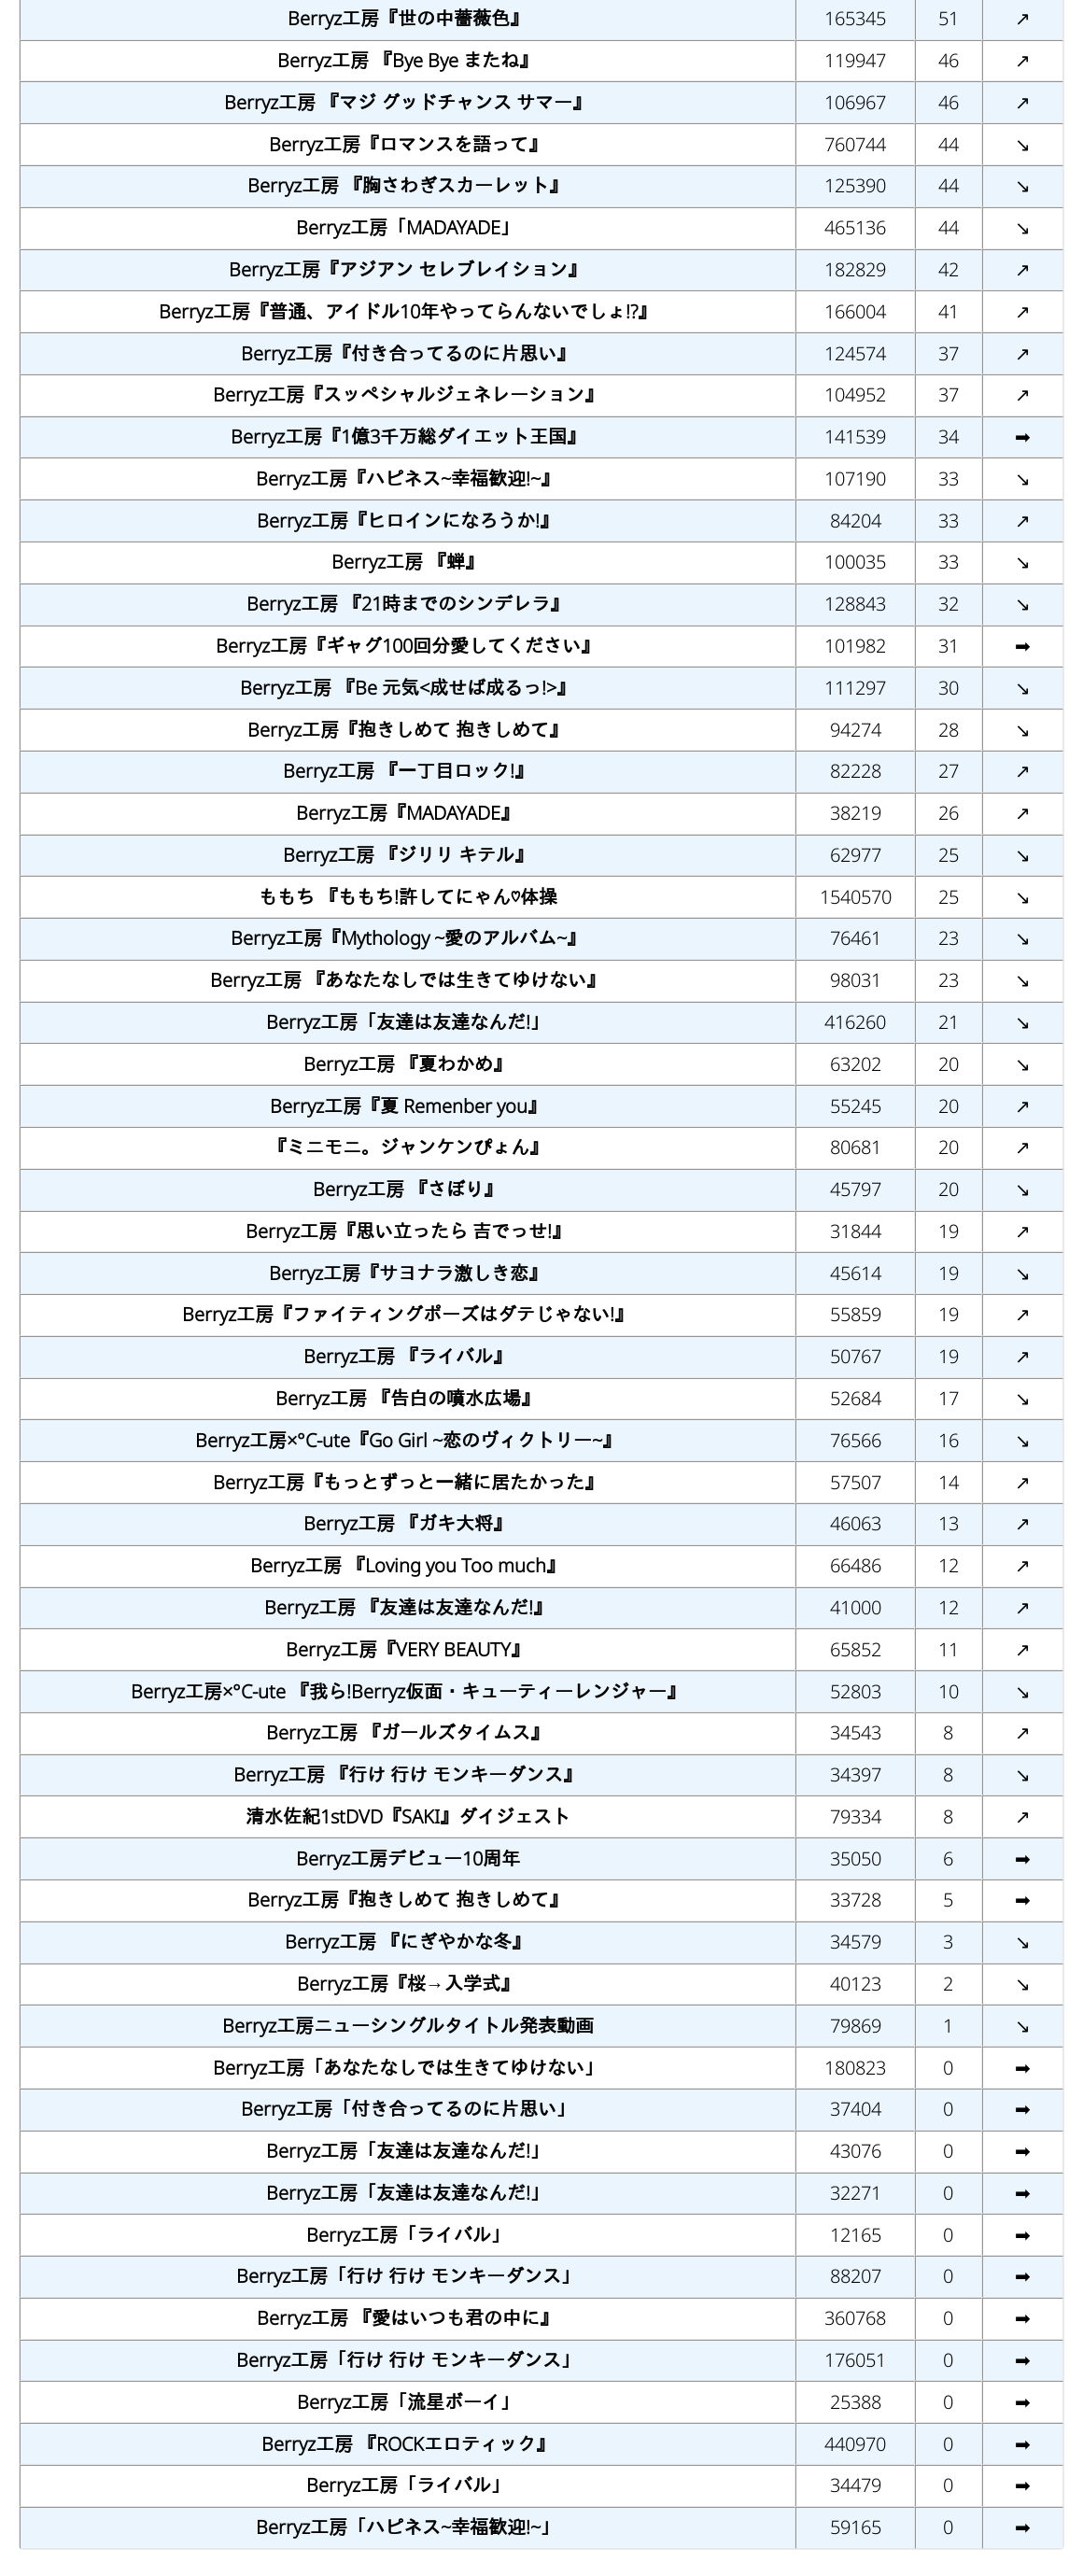 Berryz工房『世の中薔薇色』 165345 51 ↗
Berryz工房 『Bye Bye またね』 119947 46 ↗
Berryz工房 『マジ グッドチャンス サマー』 106967 46 ↗
Berryz工房『ロマンスを語って』 760744 44 ↘
Berryz工房 『胸さわぎスカーレット』 125390 44 ↘
Berryz工房「MADAYADE」 465136 44 ↘
Berryz工房『アジアン セレブレイション』 182829 42 ↗
Berryz工房『普通、アイドル10年やってらんないでしょ!?』 166004 41 ↗
Berryz工房『付き合ってるのに片思い』 124574 37 ↗
Berryz工房『スッペシャルジェネレ〜ション』 104952 37 ↗
Berryz工房『1億3千万総ダイエット王国』 141539 34 ➡
Berryz工房『ハピネス~幸福歓迎!~』 107190 33 ↘
Berryz工房『ヒロインになろうか!』 84204 33 ↗
Berryz工房 『蝉』 100035 33 ↘
Berryz工房 『21時までのシンデレラ』 128843 32 ↘
Berryz工房『ギャグ100回分愛してください』 101982 31 ➡
Berryz工房 『Be 元気<成せば成るっ!>』 111297 30 ↘
Berryz工房『抱きしめて 抱きしめて』 94274 28 ↘
Berryz工房 『一丁目ロック!』 82228 27 ↗
Berryz工房『MADAYADE』 38219 26 ↗
Berryz工房 『ジリリ キテル』 62977 25 ↘
ももち 『ももち!許してにゃん♡体操 1540570 25 ↘
Berryz工房『Mythology ~愛のアルバム~』 76461 23 ↘
Berryz工房 『あなたなしでは生きてゆけない』 98031 23 ↘
Berryz工房「友達は友達なんだ!」 416260 21 ↘
Berryz工房 『夏わかめ』 63202 20 ↘
Berryz工房『夏 Remenber you』 55245 20 ↗
『ミニモニ。ジャンケンぴょん』 80681 20 ↗
Berryz工房 『さぼり』 45797 20 ↘
Berryz工房『思い立ったら 吉でっせ!』 31844 19 ↗
Berryz工房『サヨナラ激しき恋』 45614 19 ↘
Berryz工房『ファイティングポーズはダテじゃない!』 55859 19 ↗
Berryz工房 『ライバル』 50767 19 ↗
Berryz工房 『告白の噴水広場』 52684 17 ↘
Berryz工房×°C-ute『Go Girl ~恋のヴィクトリー~』 76566 16 ↘
Berryz工房『もっとずっと一緒に居たかった』 57507 14 ↗
Berryz工房 『ガキ大将』 46063 13 ↗
Berryz工房 『Loving you Too much』 66486 12 ↗
Berryz工房 『友達は友達なんだ!』 41000 12 ↗
Berryz工房『VERY BEAUTY』 65852 11 ↗
Berryz工房×°C-ute 『我ら!Berryz仮面・キューティーレンジャー』 52803 10 ↘
Berryz工房 『ガールズタイムス』 34543 8 ↗
Berryz工房 『行け 行け モンキーダンス』 34397 8 ↘
清水佐紀1stDVD『SAKI』ダイジェスト 79334 8 ↗
Berryz工房デビュー10周年 35050 6 ➡
Berryz工房『抱きしめて 抱きしめて』 33728 5 ➡
Berryz工房 『にぎやかな冬』 34579 3 ↘
Berryz工房『桜→入学式』 40123 2 ↘
Berryz工房ニューシングルタイトル発表動画 79869 1 ↘
Berryz工房「あなたなしでは生きてゆけない」 180823 0 ➡
Berryz工房「付き合ってるのに片思い」 37404 0 ➡
Berryz工房「友達は友達なんだ!」 43076 0 ➡
Berryz工房「友達は友達なんだ!」 32271 0 ➡
Berryz工房「ライバル」 12165 0 ➡
Berryz工房「行け 行け モンキーダンス」 88207 0 ➡
Berryz工房 『愛はいつも君の中に』 360768 0 ➡
Berryz工房「行け 行け モンキーダンス」 176051 0 ➡
Berryz工房「流星ボーイ」 25388 0 ➡
Berryz工房 『ROCKエロティック』 440970 0 ➡
Berryz工房「ライバル」 34479 0 ➡
Berryz工房「ハピネス~幸福歓迎!~」 59165 0 ➡